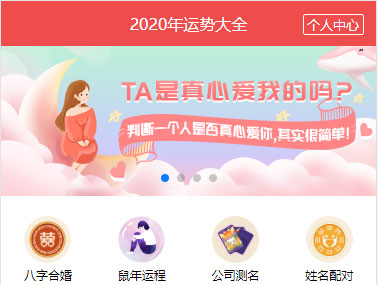 2020年运势大全
个人中心
TA是真心爱我的吗?
判断一个人是否真心爱你,其实很简单!
囍
八字合婚
鼠年运程
公司测名
姓名配对